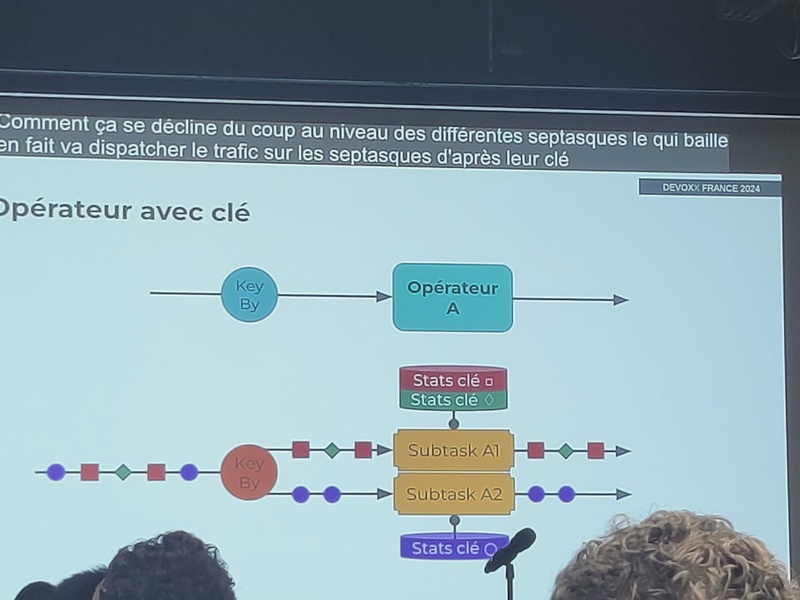 Comment ça se décline du coup au niveau des différentes septasques le qui baille
en fait va dispatcher le trafic sur les septasques d'après leur clé
DEVOXX FRANCE 2024
Opérateur avec clé
Key
By
Opérateur
A
Stats clé
Stats clé
Key
By
Subtask A1
Subtask A2
Stats clé